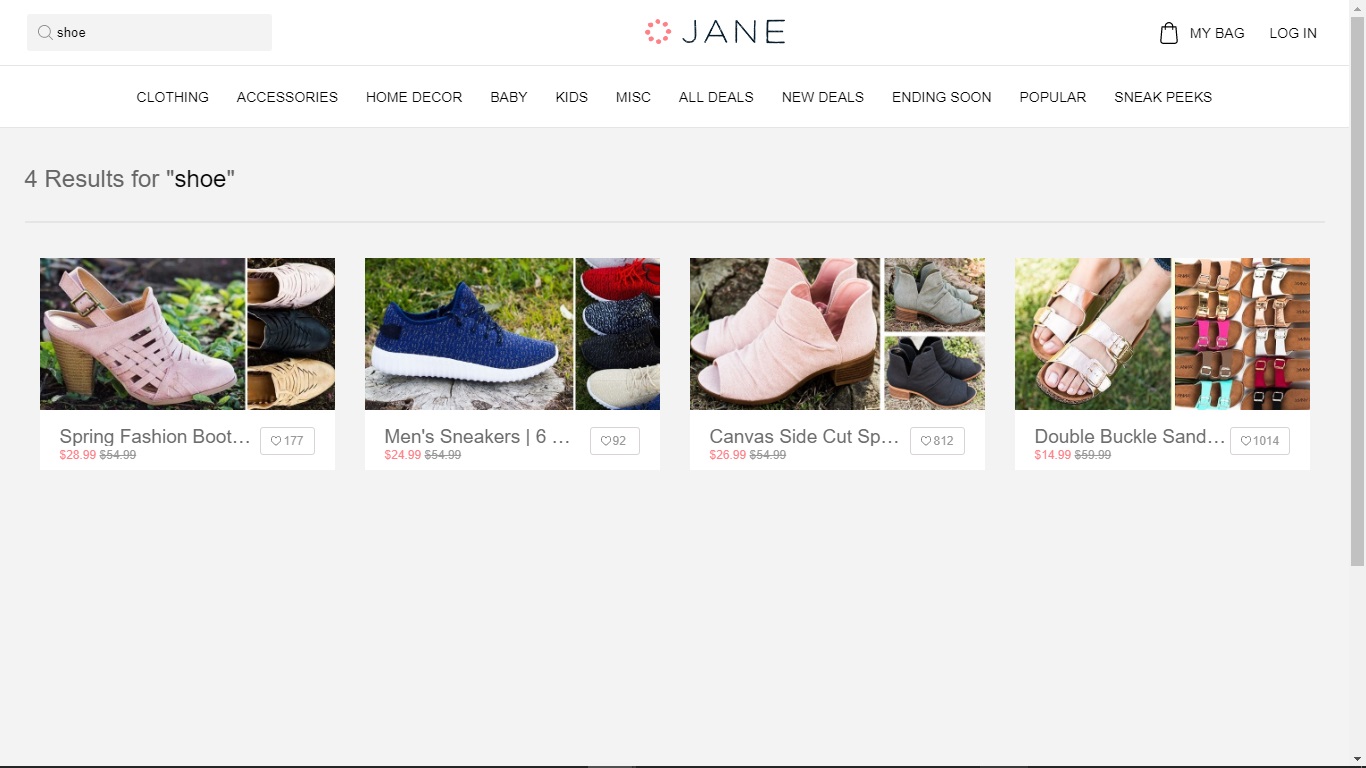 shoe
JANE
MY BAG
LOG IN
CLOTHING
ACCESSORIES
HOME DECOR
BABY
KIDS
MISC
ALL DEALS
NEW DEALS
ENDING SOON
POPULAR
SNEAK PEEKS
4 Results for "shoe"
Spring Fashion Boot…
177
$28.99 $54.99
Men's Sneakers | 6 …
92
$24.99 $54.99
Canvas Side Cut Sp…
812
$26.99 $54.99
Double Buckle Sand…
1014
$14.99 $59.99